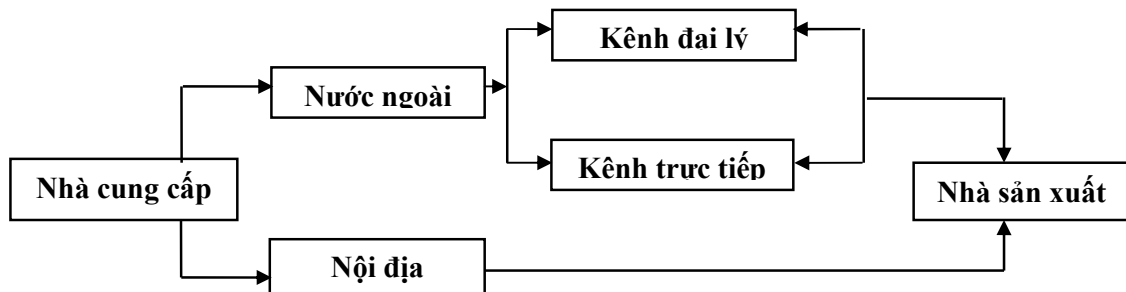 Kênh đại lý
Nước ngoài
Kênh trực tiếp
Nhà cung cấp
Nhà sản xuất
Nội địa